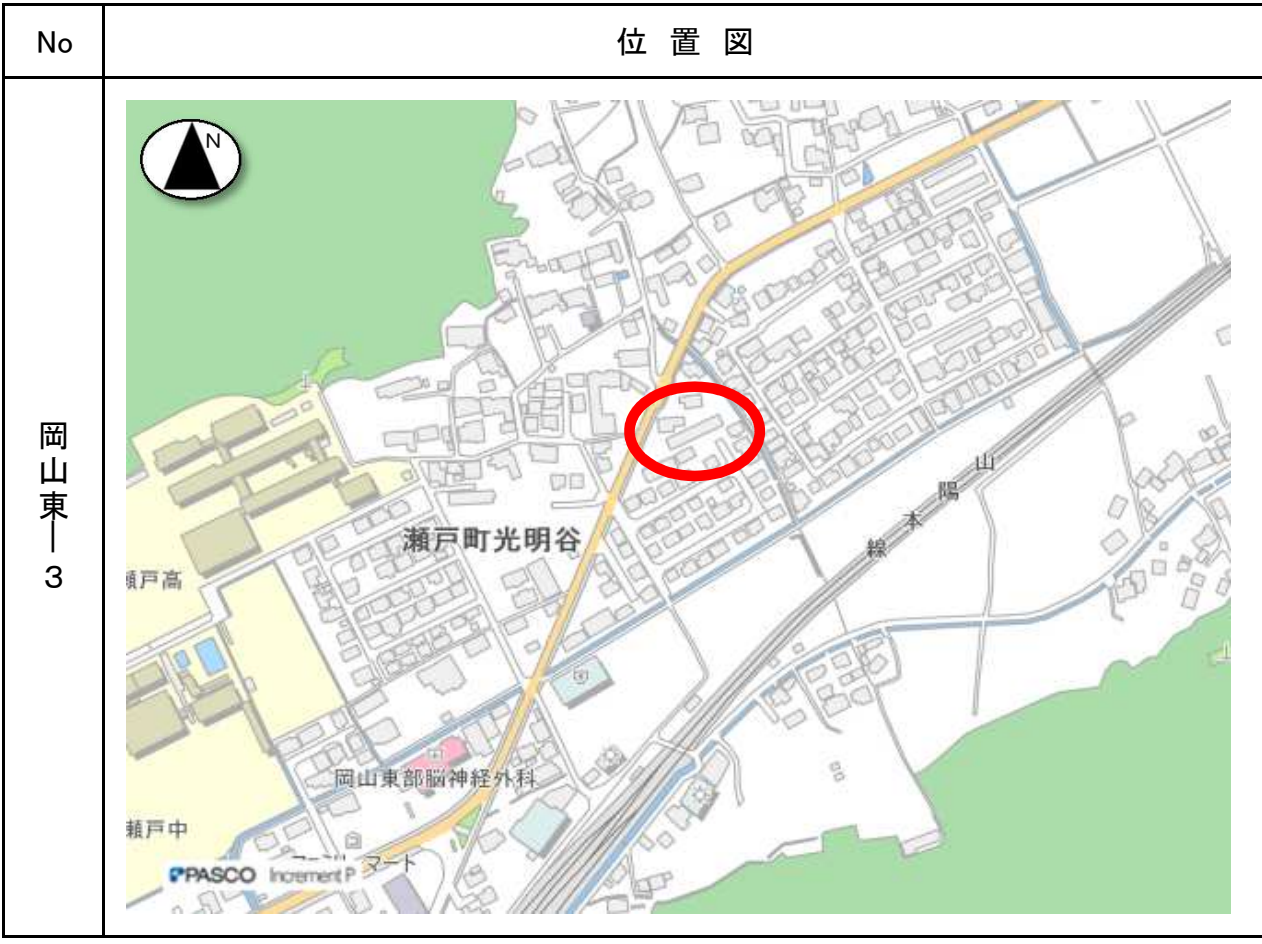 No
位 置 図
岡山東―3
N
瀬戸町光明谷
瀬戸高
山陽本線
岡山東部脳神経外科
瀬戸中
PASCO Increment P